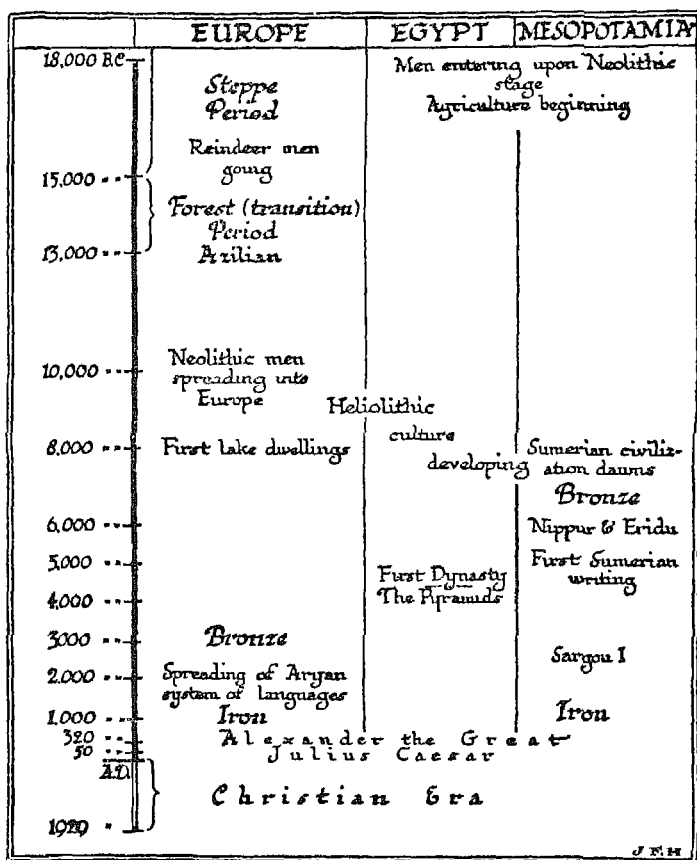 EUROPE EGYPT MESOPOTAMIA
18,000 B.C
Men entering upon Neolithic
stage
Steppe
Period
Agriculture beginning
Reindeer men
going
15,000 " "
Forest (transition)
Period
13,000 " "
Azilian
Neolithic men
10,000 " "
spreading into
Europe
Heliolithic
culture
developing
8,000 " "
First lake dwellings
Sumerian civiliz-
ation dawns
Bronze
6,000 " "
Nippur & Eridu
5,000 " "
First Sumerian
writing
First Dynasty
The Pyramids
4,000 " "
3,000 " "
Bronze
Sargon I
2.000 " "
Spreading of Aryan
system of languages
1.000 " "
Iron
Iron
320 " "
Alexander the Great
50 " "
Julius Caesar
A.D.
Christian Era
1920 "
J.F.H